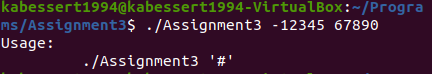 kabessert1994@kabessert1994-VirtualBox:~/Progra
ms/Assignment3$ ./Assignment3 -12345 67890
Usage:
./Assignment3 '#'